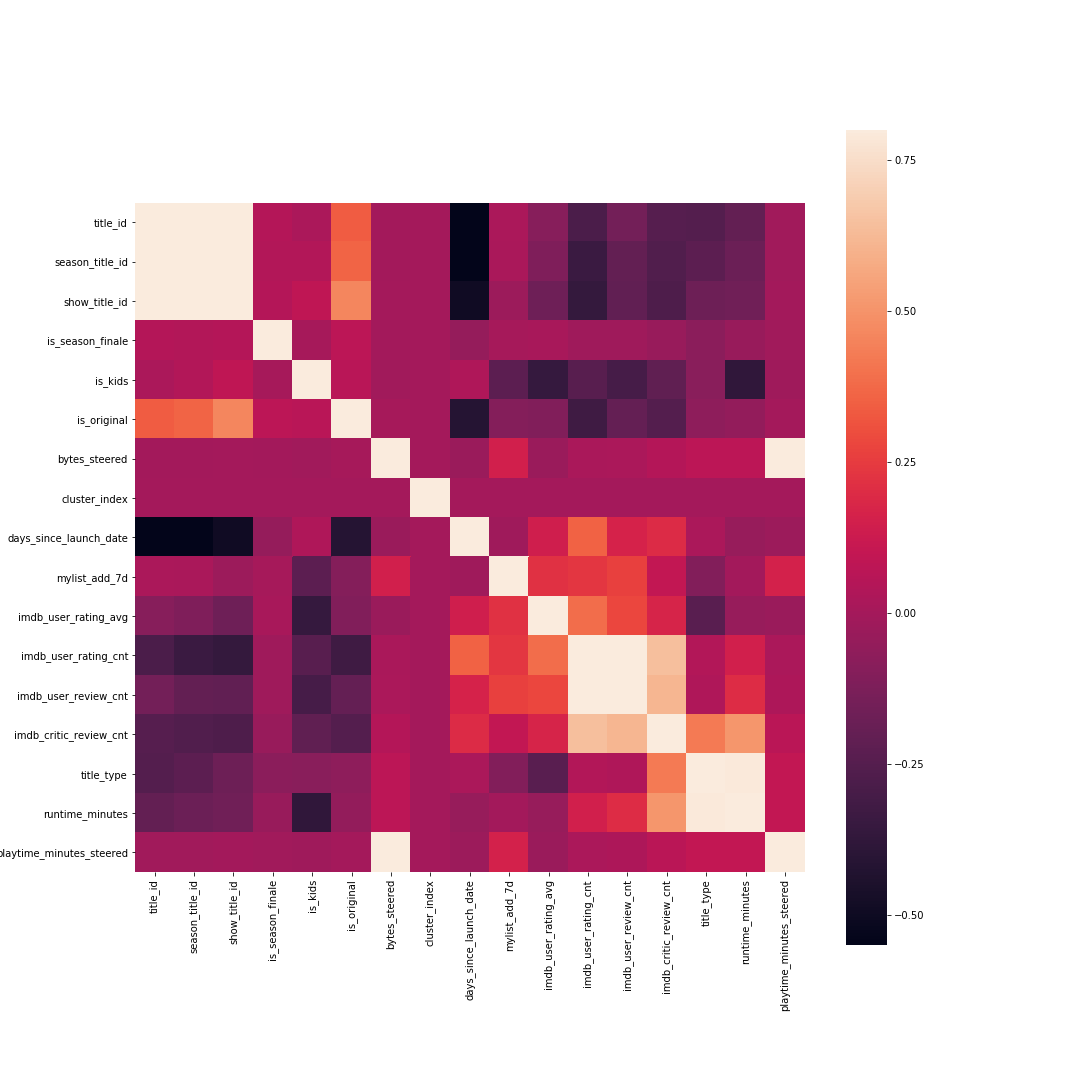 title_id
season_title_id
show_title_id
is_season_finale
is_kids
is_original
bytes_steered
cluster_index
days_since_launch_date
mylist_add_7d
imdb_user_rating_avg
imdb_user_rating_cnt
imdb_user_review_cnt
imdb_critic_review_cnt
title_type
runtime_minutes
playtime_minutes_steered
title_id
season_title_id
show_title_id
is_season_finale
is_kids
is_original
bytes_steered
cluster_index
days_since_launch_date
mylist_add_7d
imdb_user_rating_avg
imdb_user_rating_cnt
imdb_user_review_cnt
imdb_critic_review_cnt
title_type
runtime_minutes
playtime_minutes_steered
0.75
0.50
0.25
0.00
−0.25
−0.50